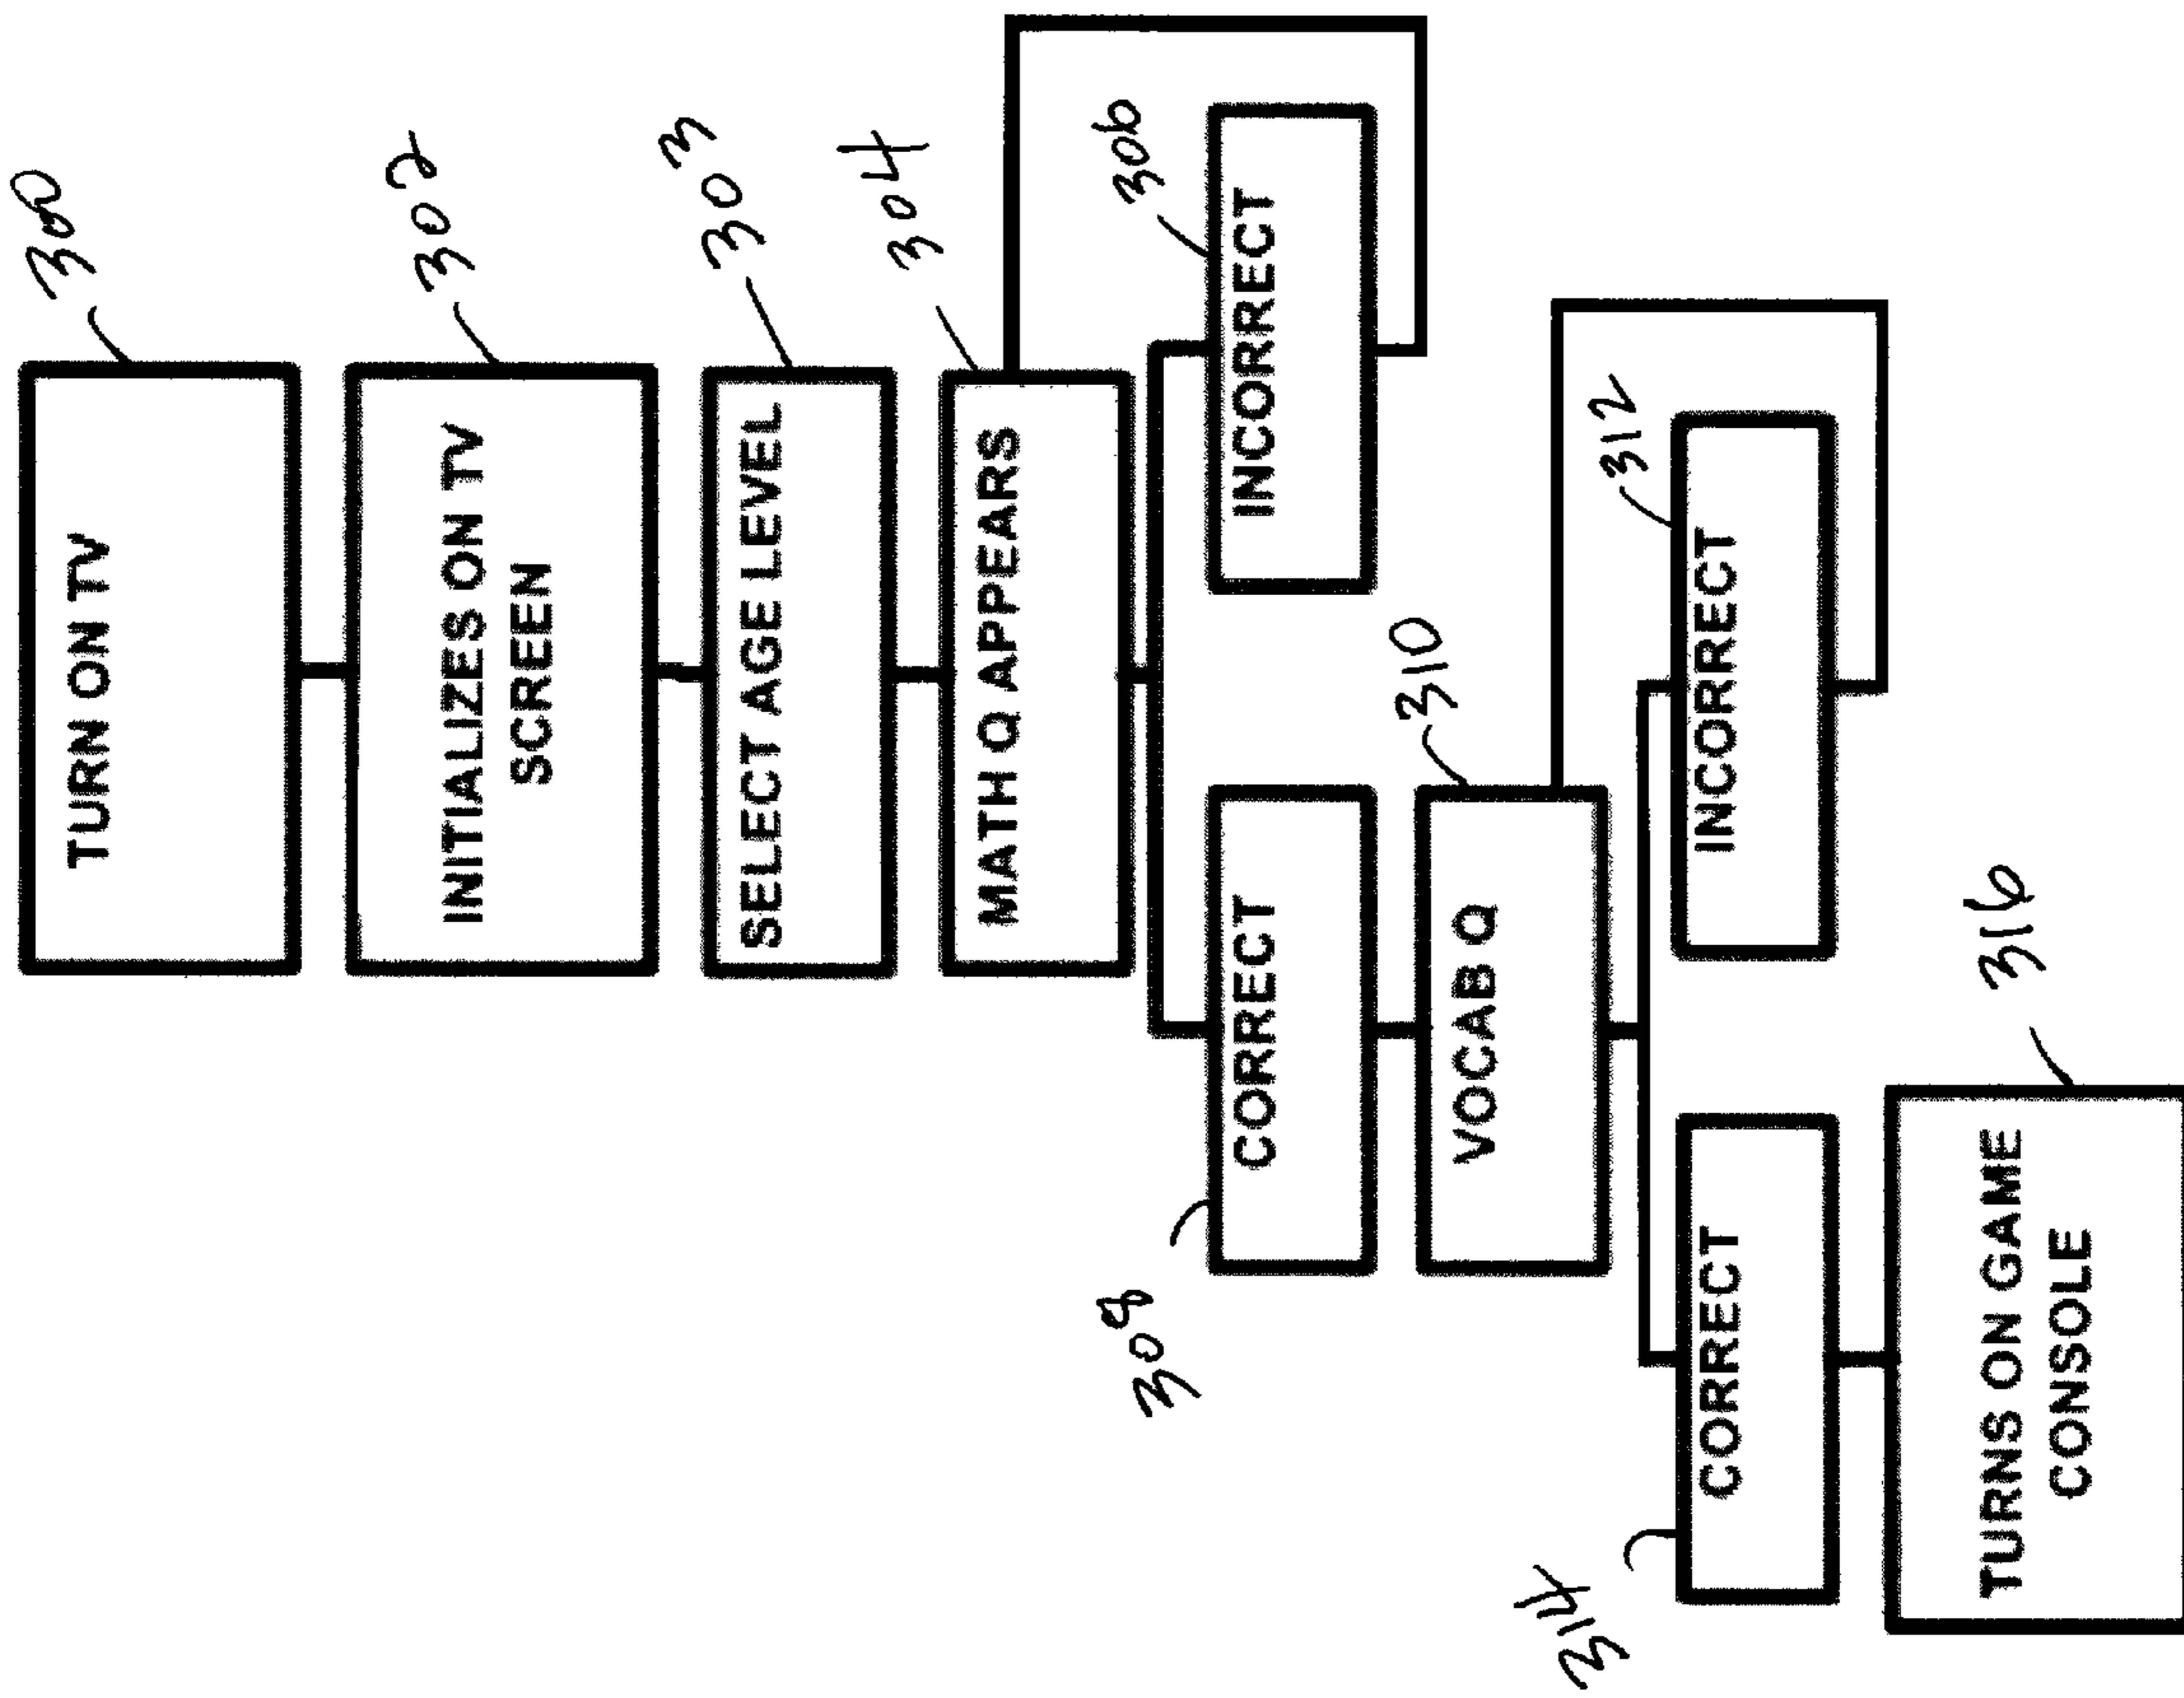 TURN ON TV
300
INITIALIZES ON TV
SCREEN
302
SELECT AGE LEVEL
303
MATH Q APPEARS
304
CORRECT
308
INCORRECT
306
VOCAB Q
310
CORRECT
314
INCORRECT
312
TURNS ON GAME
CONSOLE
316